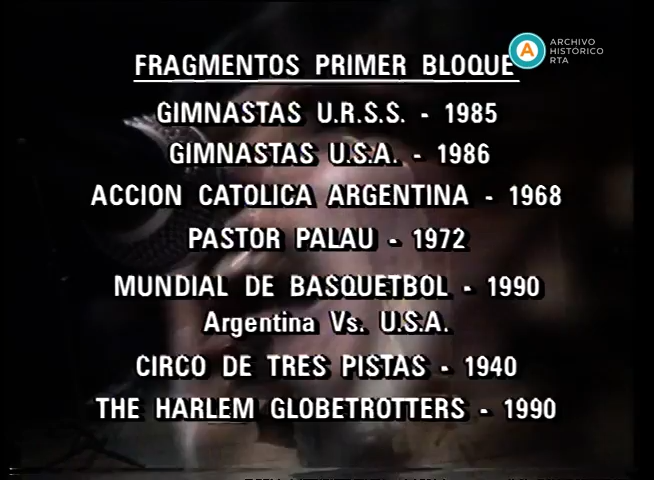 FRAGMENTOS PRIMER BLOQUE
A ARCHIVO
HISTORICO
RTA
GIMNASTAS U.R.S.S. - 1985
GIMNASTAS U.S.A. - 1986
ACCION CATOLICA ARGENTINA - 1968
PASTOR PALAU - 1972
MUNDIAL DE BASQUETBOL - 1990
Argentina Vs. U.S.A.
CIRCO DE TRES PISTAS - 1940
THE HARLEM GLOBETROTTERS - 1990